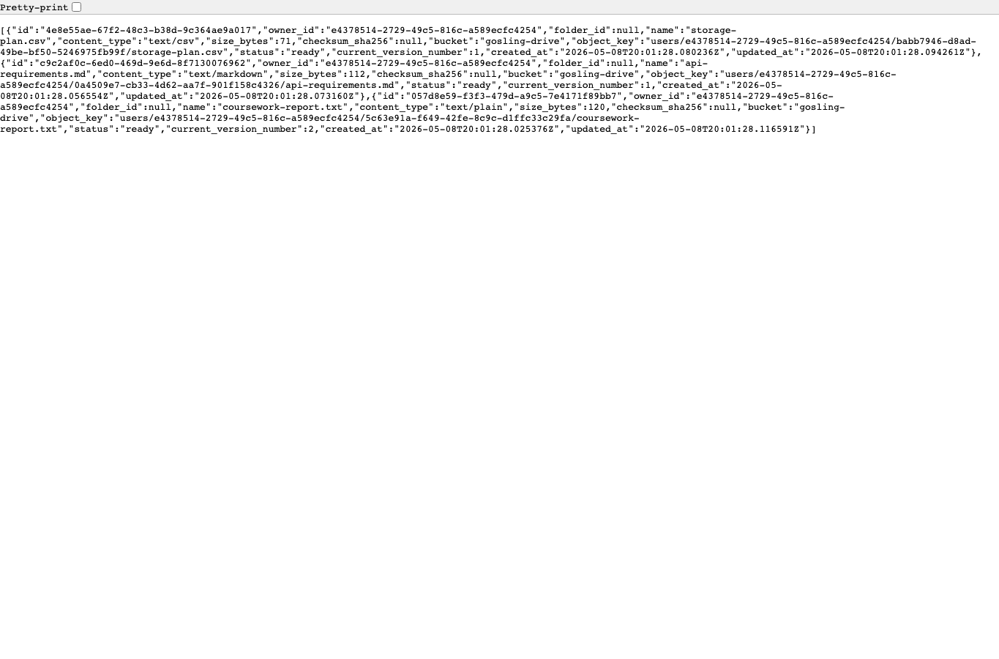 Pretty-print
[{"id":"4e8e55ae-67f2-48c3-b38d-9c364ae9a017","owner_id":"e4378514-2729-49c5-816c-a589ecfc4254","folder_id":null,"name":"storage-
plan.csv","content_type":"text/csv","size_bytes":71,"checksum_sha256":null,"bucket":"gosling-drive","object_key":"users/e4378514-2729-49c5-816c-a589ecfc4254/babb7946-d8ad-
49be-bf50-5246975fb99f/storage-plan.csv","status":"ready","current_version_number":1,"created_at":"2026-05-08T20:01:28.080236Z","updated_at":"2026-05-08T20:01:28.094261Z"},
{"id":"c9c2af0c-6ed0-469d-9e6d-8f7130076962","owner_id":"e4378514-2729-49c5-816c-a589ecfc4254","folder_id":null,"name":"api-
requirements.md","content_type":"text/markdown","size_bytes":112,"checksum_sha256":null,"bucket":"gosling-drive","object_key":"users/e4378514-2729-49c5-816c-
a589ecfc4254/0a4509e7-cb33-4d62-aa7f-901f158c4326/api-requirements.md","status":"ready","current_version_number":1,"created_at":"2026-05-
08T20:01:28.056554Z","updated_at":"2026-05-08T20:01:28.073160Z"},{"id":"057d8e59-f3f3-479d-a9c5-7e4171f89bb7","owner_id":"e4378514-2729-49c5-816c-
a589ecfc4254","folder_id":null,"name":"coursework-report.txt","content_type":"text/plain","size_bytes":120,"checksum_sha256":null,"bucket":"gosling-
drive","object_key":"users/e4378514-2729-49c5-816c-a589ecfc4254/5c63e91a-f649-42fe-8c9c-d1ffc33c29fa/coursework-
report.txt","status":"ready","current_version_number":2,"created_at":"2026-05-08T20:01:28.025376Z","updated_at":"2026-05-08T20:01:28.116591Z"}]